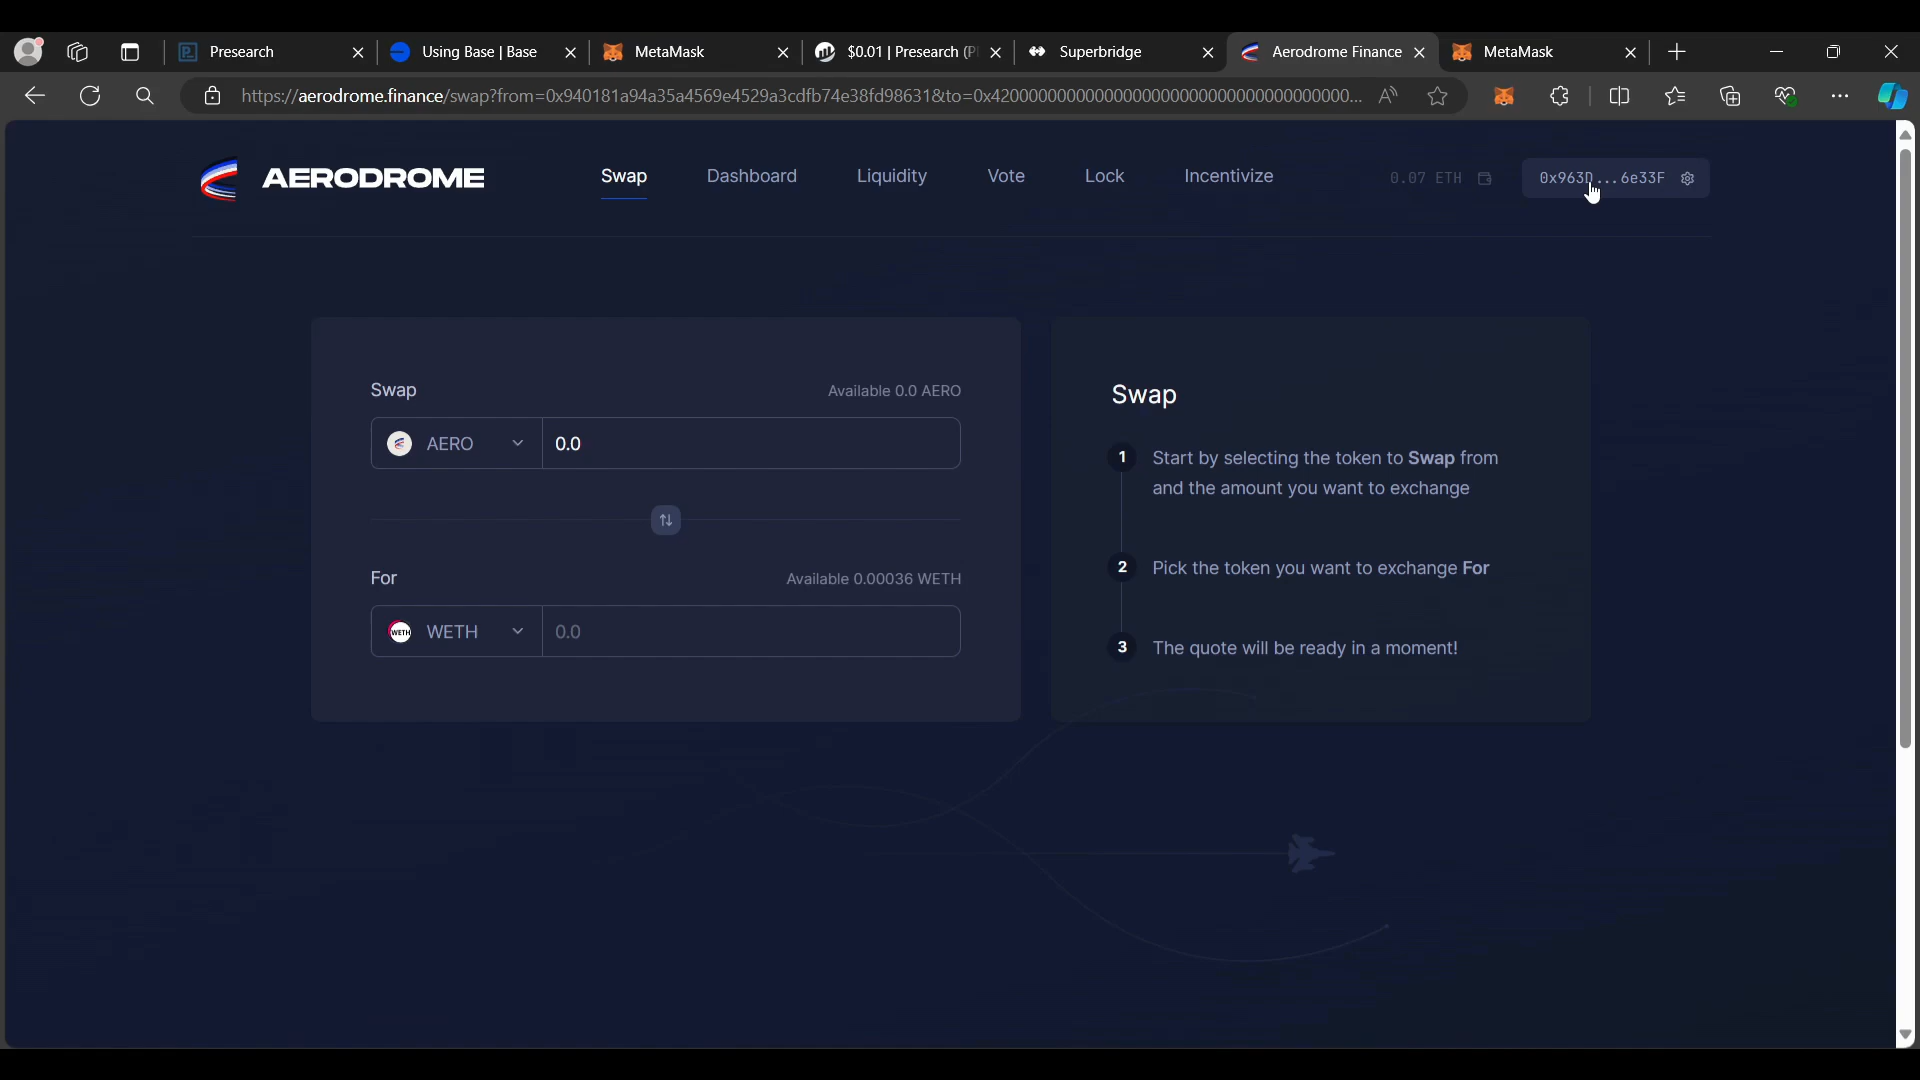 Presearch
Using Base | Base
MetaMask
$0.01 | Presearch (P
Superbridge
Aerodrome Finance
MetaMask
https://aerodrome.finance/swap?from=0x940181a94a35a4569e4529a3cdfb74e38fd98631&to=0x42000000000000000000000000000000000...
AERODROME
Swap
Dashboard
Liquidity
Vote
Lock
Incentivize
0.07 ETH
0x963D...6e33F
Swap
Available 0.0 AERO
AERO
0.0
For
Available 0.00036 WETH
WETH
WETH
0.0
Swap
1
Start by selecting the token to Swap from
and the amount you want to exchange
2
Pick the token you want to exchange For
3
The quote will be ready in a moment!